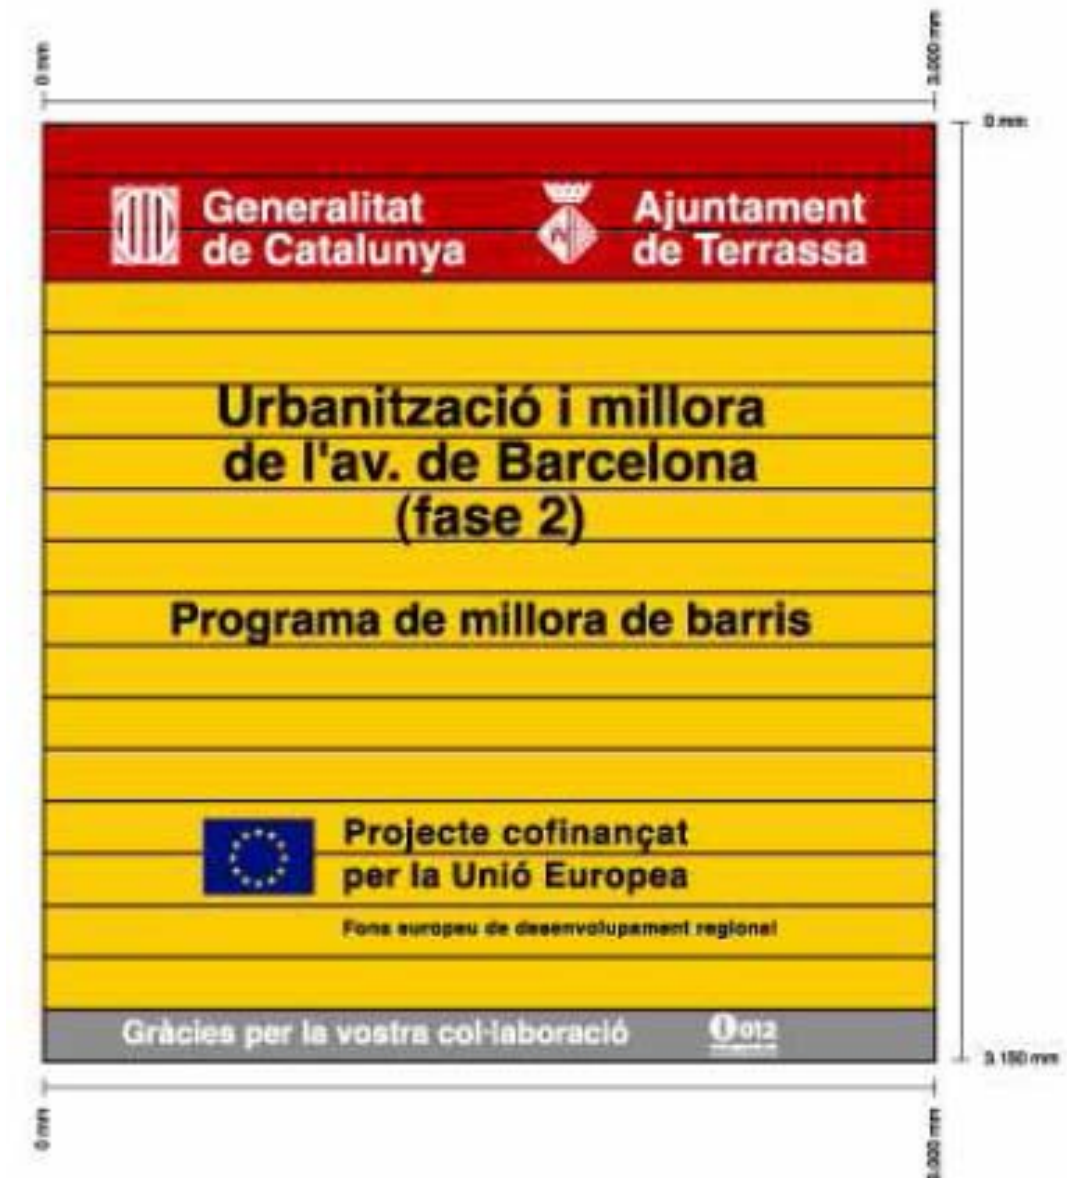 0 mm
3.000 mm
0 mm
Generalitat
de Catalunya
Ajuntament
de Terrassa
Urbanització i millora
de l'av. de Barcelona
(fase 2)
Programa de millora de barris
Projecte cofinançat
per la Unió Europea
Fons europeu de desenvolupament regional
Gràcies per la vostra col·laboració
i 012
3.150 mm
0 mm
3.000 mm